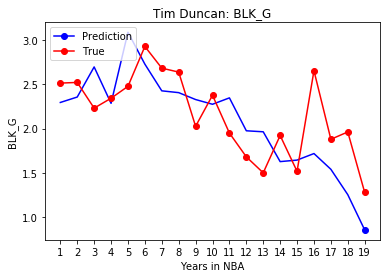 Tim Duncan: BLK_G
Prediction
True
3.0
2.5
2.0
1.5
1.0
BLK_G
1 2 3 4 5 6 7 8 9 10 11 12 13 14 15 16 17 18 19
Years in NBA